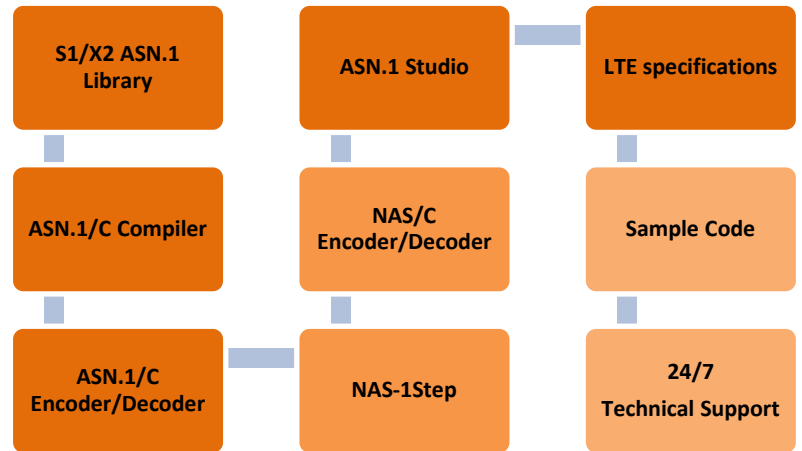 S1/X2 ASN.1
Library
ASN.1/C Compiler
ASN.1/C
Encoder/Decoder
NAS-1Step
NAS/C
Encoder/Decoder
ASN.1 Studio
LTE specifications
Sample Code
24/7
Technical Support